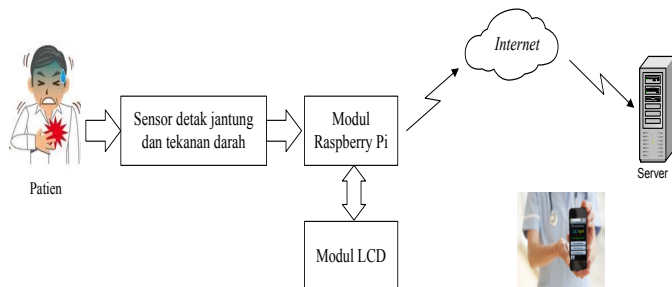 Internet
Sensor detak jantung
dan tekanan darah
Modul
Raspberry Pi
Server
Patien
Modul LCD